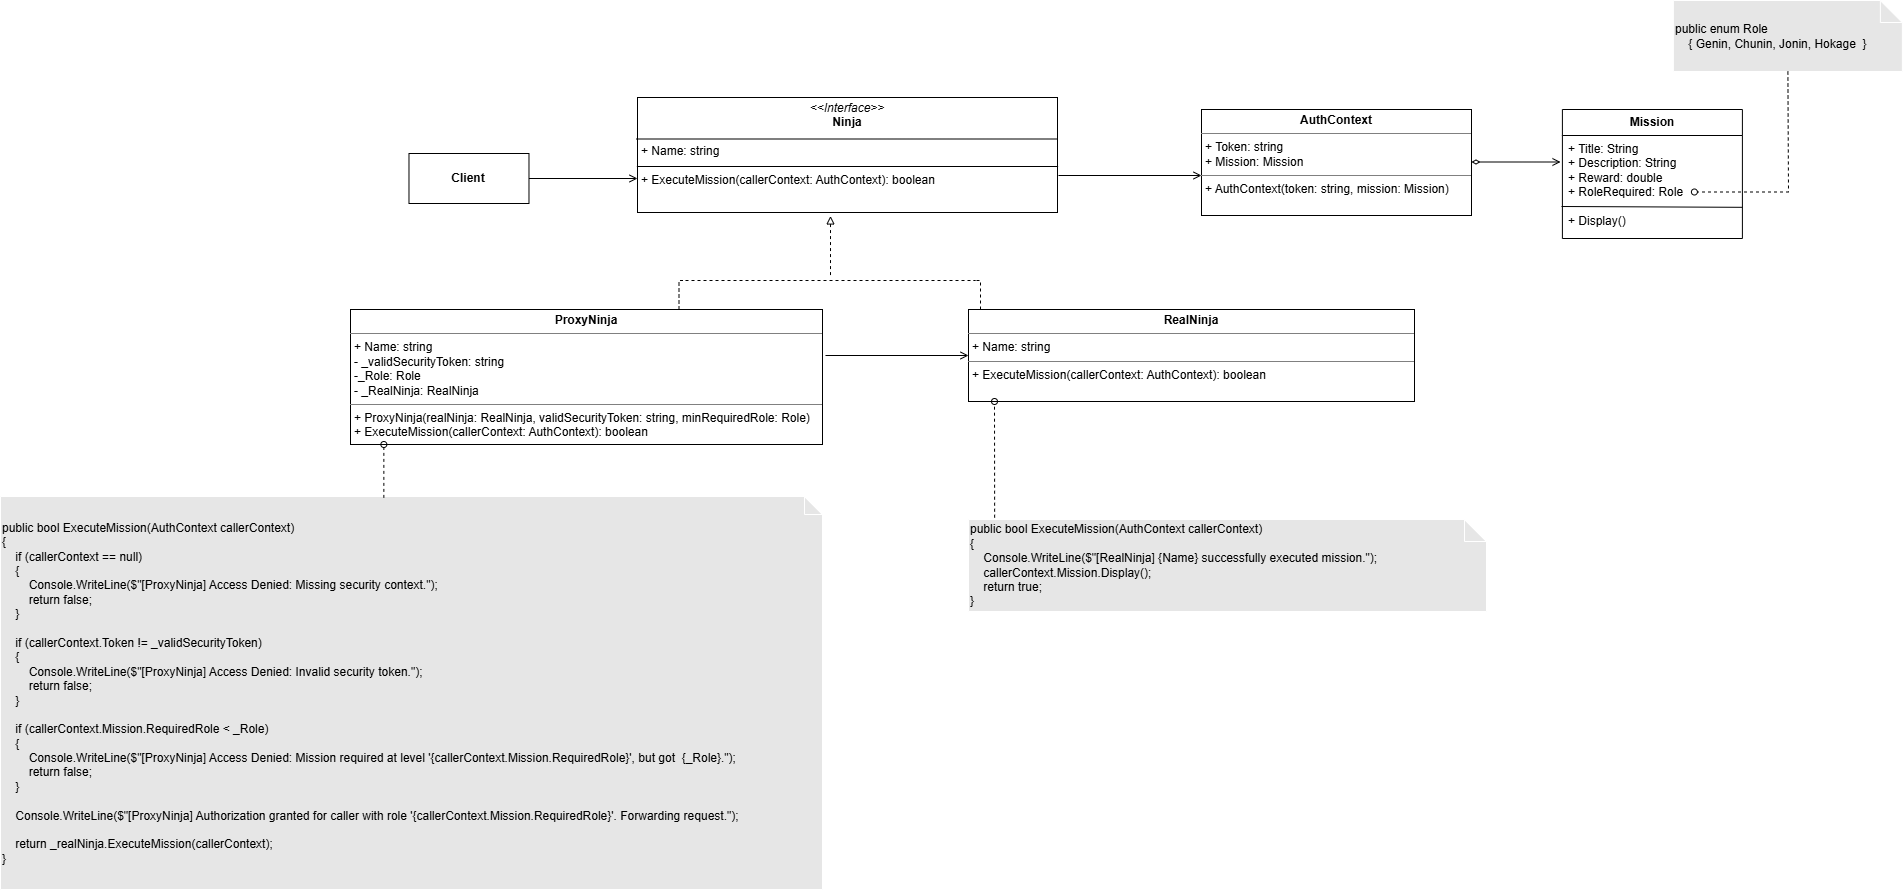 public enum Role
{ Genin, Chunin, Jonin, Hokage }
<<Interface>>
Ninja
+ Name: string
+ ExecuteMission(callerContext: AuthContext): boolean
Client
AuthContext
+ Token: string
+ Mission: Mission
+ AuthContext(token: string, mission: Mission)
Mission
+ Title: String
+ Description: String
+ Reward: double
+ RoleRequired: Role
+ Display()
ProxyNinja
+ Name: string
- _validSecurityToken: string
-_Role: Role
- _RealNinja: RealNinja
+ ProxyNinja(realNinja: RealNinja, validSecurityToken: string, minRequiredRole: Role)
+ ExecuteMission(callerContext: AuthContext): boolean
RealNinja
+ Name: string
+ ExecuteMission(callerContext: AuthContext): boolean
public bool ExecuteMission(AuthContext callerContext)
{
if (callerContext == null)
{
Console.WriteLine($"[ProxyNinja] Access Denied: Missing security context.");
return false;
}
if (callerContext.Token != _validSecurityToken)
{
Console.WriteLine($"[ProxyNinja] Access Denied: Invalid security token.");
return false;
}
if (callerContext.Mission.RequiredRole < _Role)
{
Console.WriteLine($"[ProxyNinja] Access Denied: Mission required at level '{callerContext.Mission.RequiredRole}', but got  {_Role}.");
return false;
}
Console.WriteLine($"[ProxyNinja] Authorization granted for caller with role '{callerContext.Mission.RequiredRole}'. Forwarding request.");
return _realNinja.ExecuteMission(callerContext);
}
public bool ExecuteMission(AuthContext callerContext)
{
Console.WriteLine($"[RealNinja] {Name} successfully executed mission.");
callerContext.Mission.Display();
return true;
}